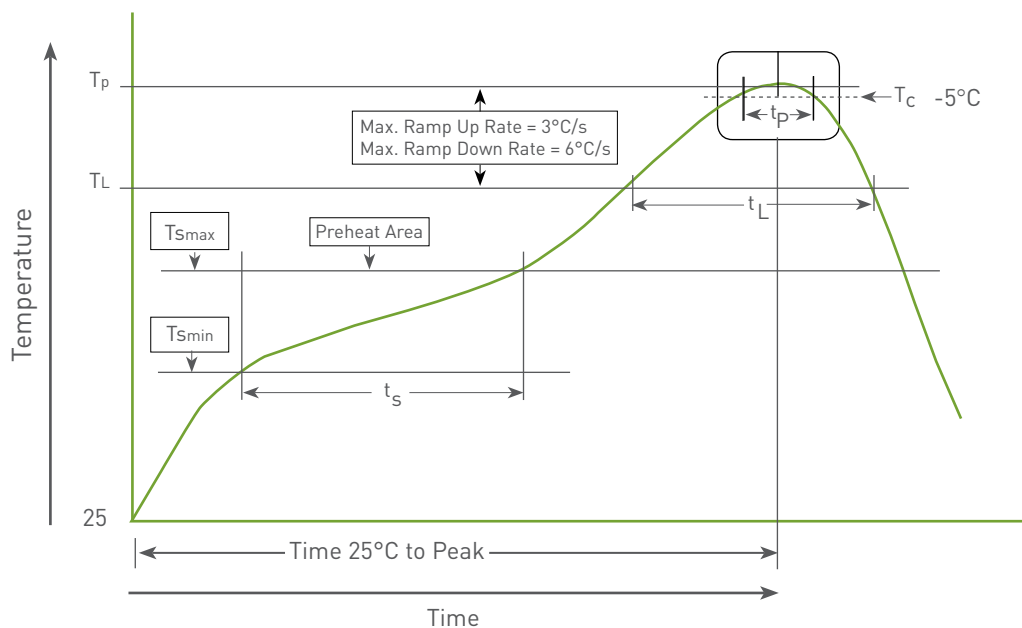 Tp
Tc -5°C
tP
Max. Ramp Up Rate = 3°C/s
Max. Ramp Down Rate = 6°C/s
TL
tL
Tsmax
Preheat Area
Tsmin
ts
Temperature
25
Time 25°C to Peak
Time